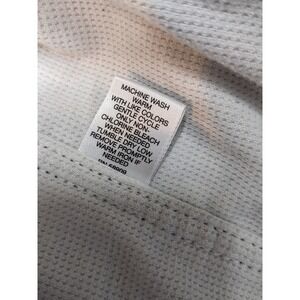 MACHINE WASH
WARM
WITH LIKE COLORS
GENTLE CYCLE
ONLY NON-
CHLORINE BLEACH
WHEN NEEDED
TUMBLE DRY LOW
REMOVE PROMPTLY
WARM IRON IF
NEEDED